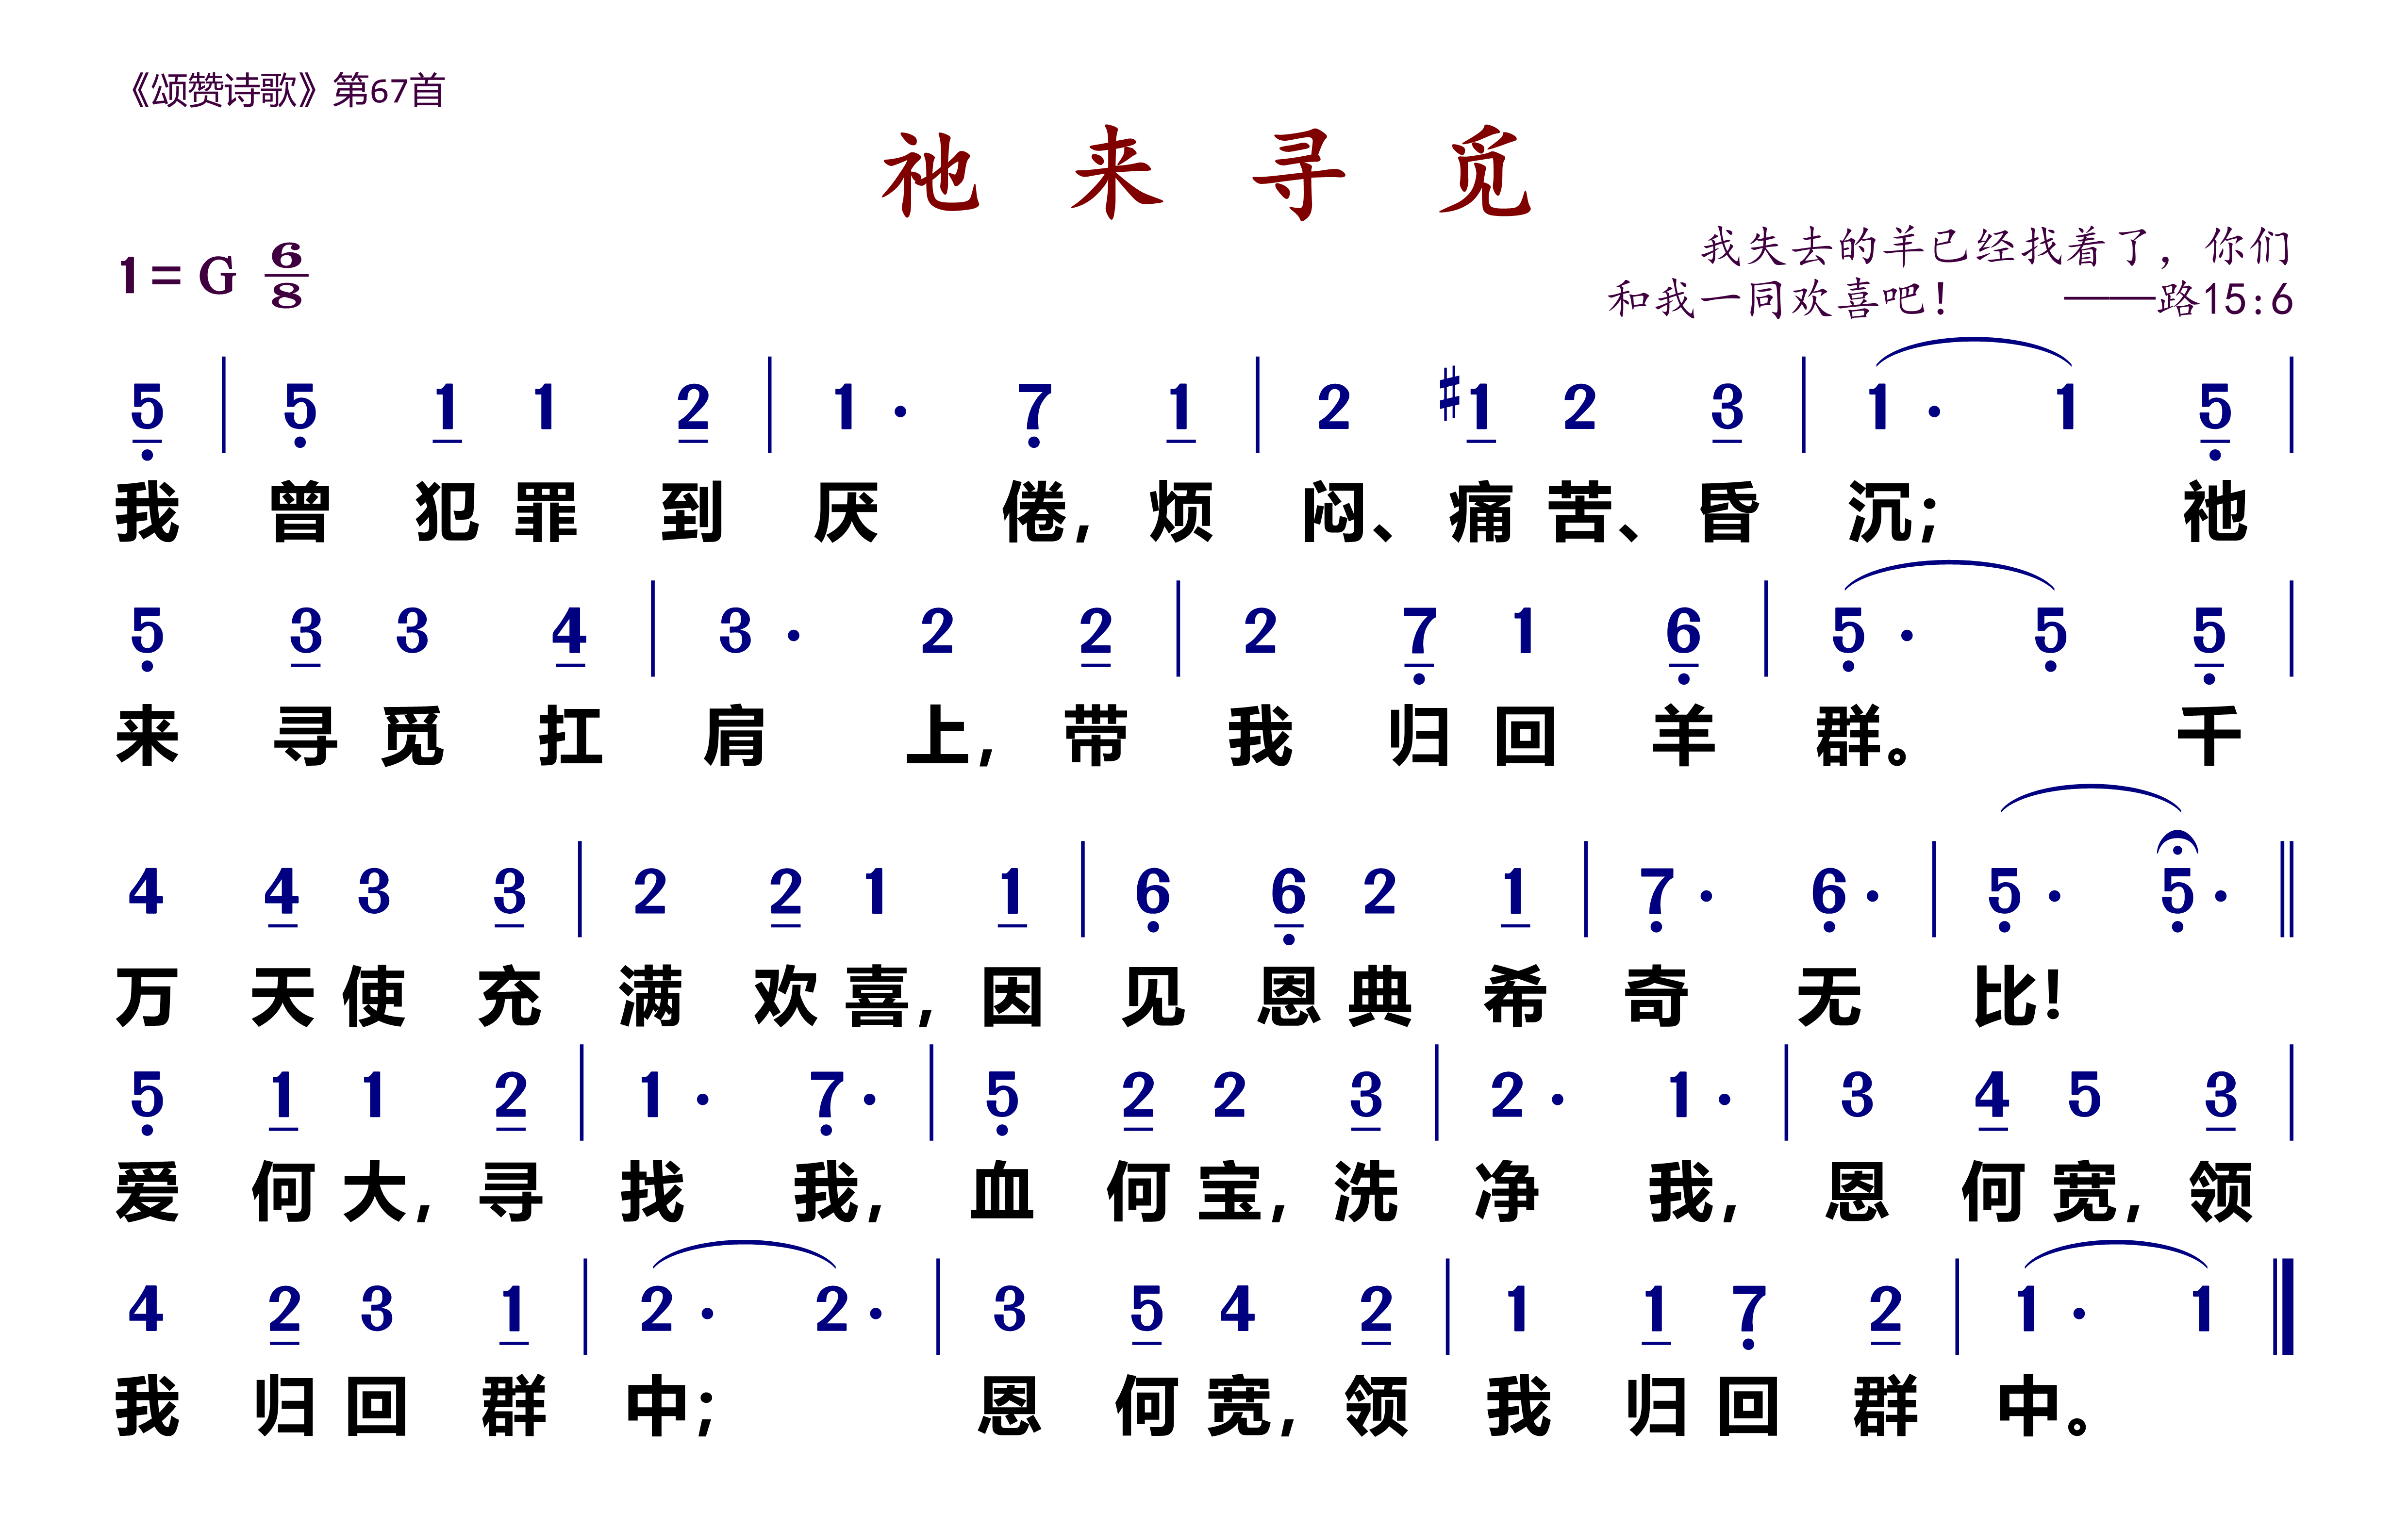 《颂赞诗歌》第67首
祂来寻觅
1=G 6/8
我失去的羊已经找着了，你们
和我一同欢喜吧！ ——路15:6
5̣ | 5̣ 1 1 2 | 1 · 7̣ 1 | 2 #1 2 3 | 1 · 1 5̣ |
我曾犯罪到厌倦，烦闷、痛苦、昏沉；祂
5̣ 3 3 4 | 3 · 2 2 | 2 7̣ 1 6̣ | 5̣ · 5̣ 5̣ |
来寻觅扛肩上，带我归回羊群。千
4 4 3 3 | 2 2 1 1 | 6̣ 6̣ 2 1 | 7̣ · 6̣ · | 5̣ · 5̣ · ‖
万天使充满欢喜，因见恩典希奇无比！
5̣ 1 1 2 | 1 · 7̣ · | 5̣ 2 2 3 | 2 · 1 · | 3 4 5 3 |
爱何大，寻找我，血何宝，洗净我，恩何宽，领
4 2 3 1 | 2 · 2 · | 3 5 4 2 | 1 1 7̣ 2 | 1 · 1 ‖
我归回群中；恩何宽，领我归回群中。